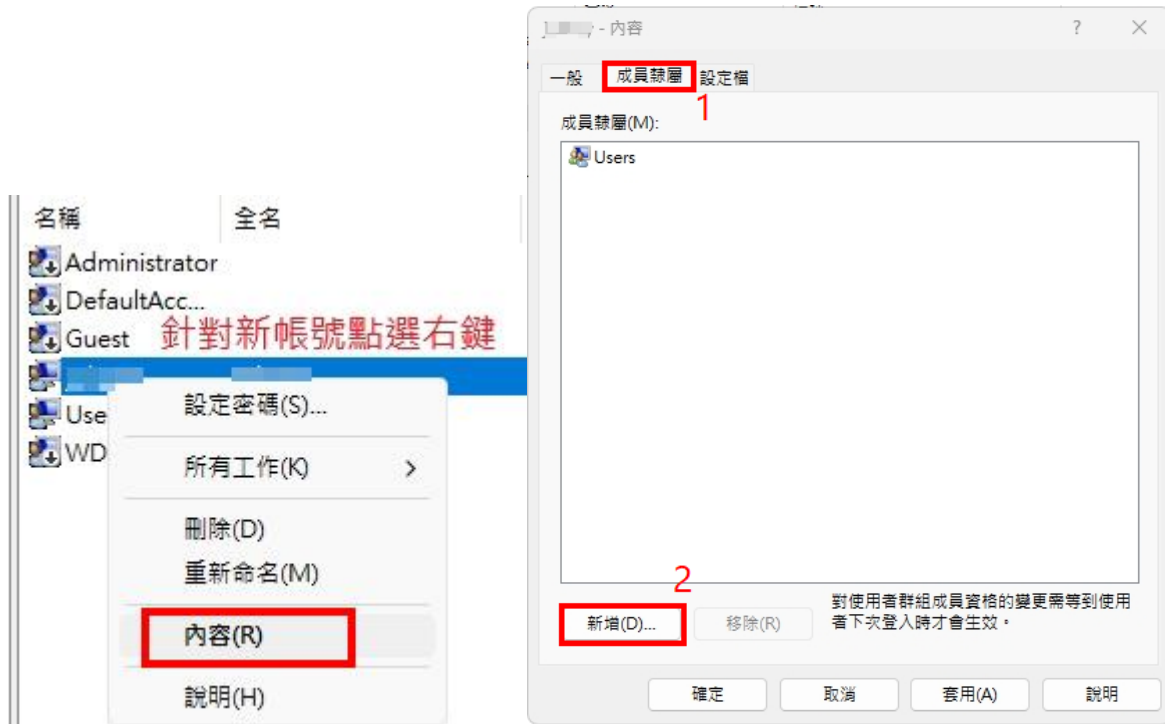 名稱 全名
Administrator
DefaultAcc...
Guest 針對新帳號點選右鍵
Use
WD
設定密碼(S)...
所有工作(K)
刪除(D)
重新命名(M)
內容(R)
說明(H)
- 內容
一般 成員隸屬 設定檔
1
成員隸屬(M):
Users
2
新增(D)... 移除(R)
對使用者群組成員資格的變更需等到使用
者下次登入時才會生效。
確定 取消 套用(A) 說明